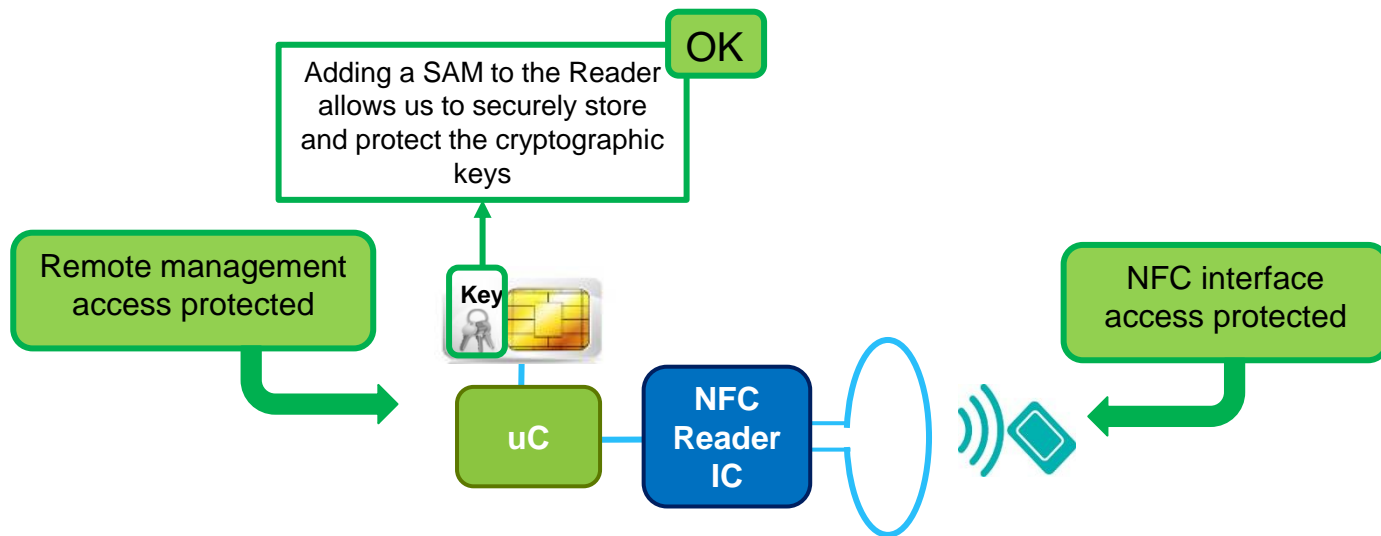 OK
Adding a SAM to the Reader
allows us to securely store
and protect the cryptographic
keys
Remote management
access protected
Key
NFC interface
access protected
uC
NFC
Reader
IC